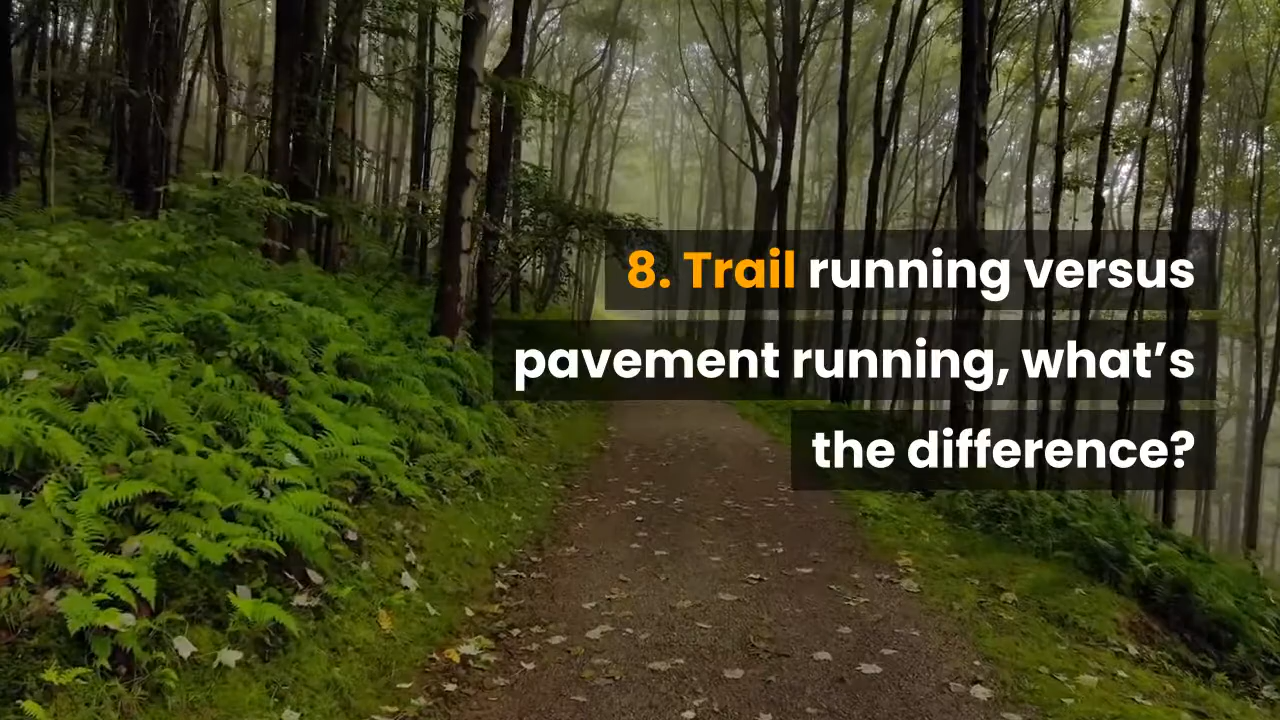 8. Trail running versus
pavement running, what’s
the difference?